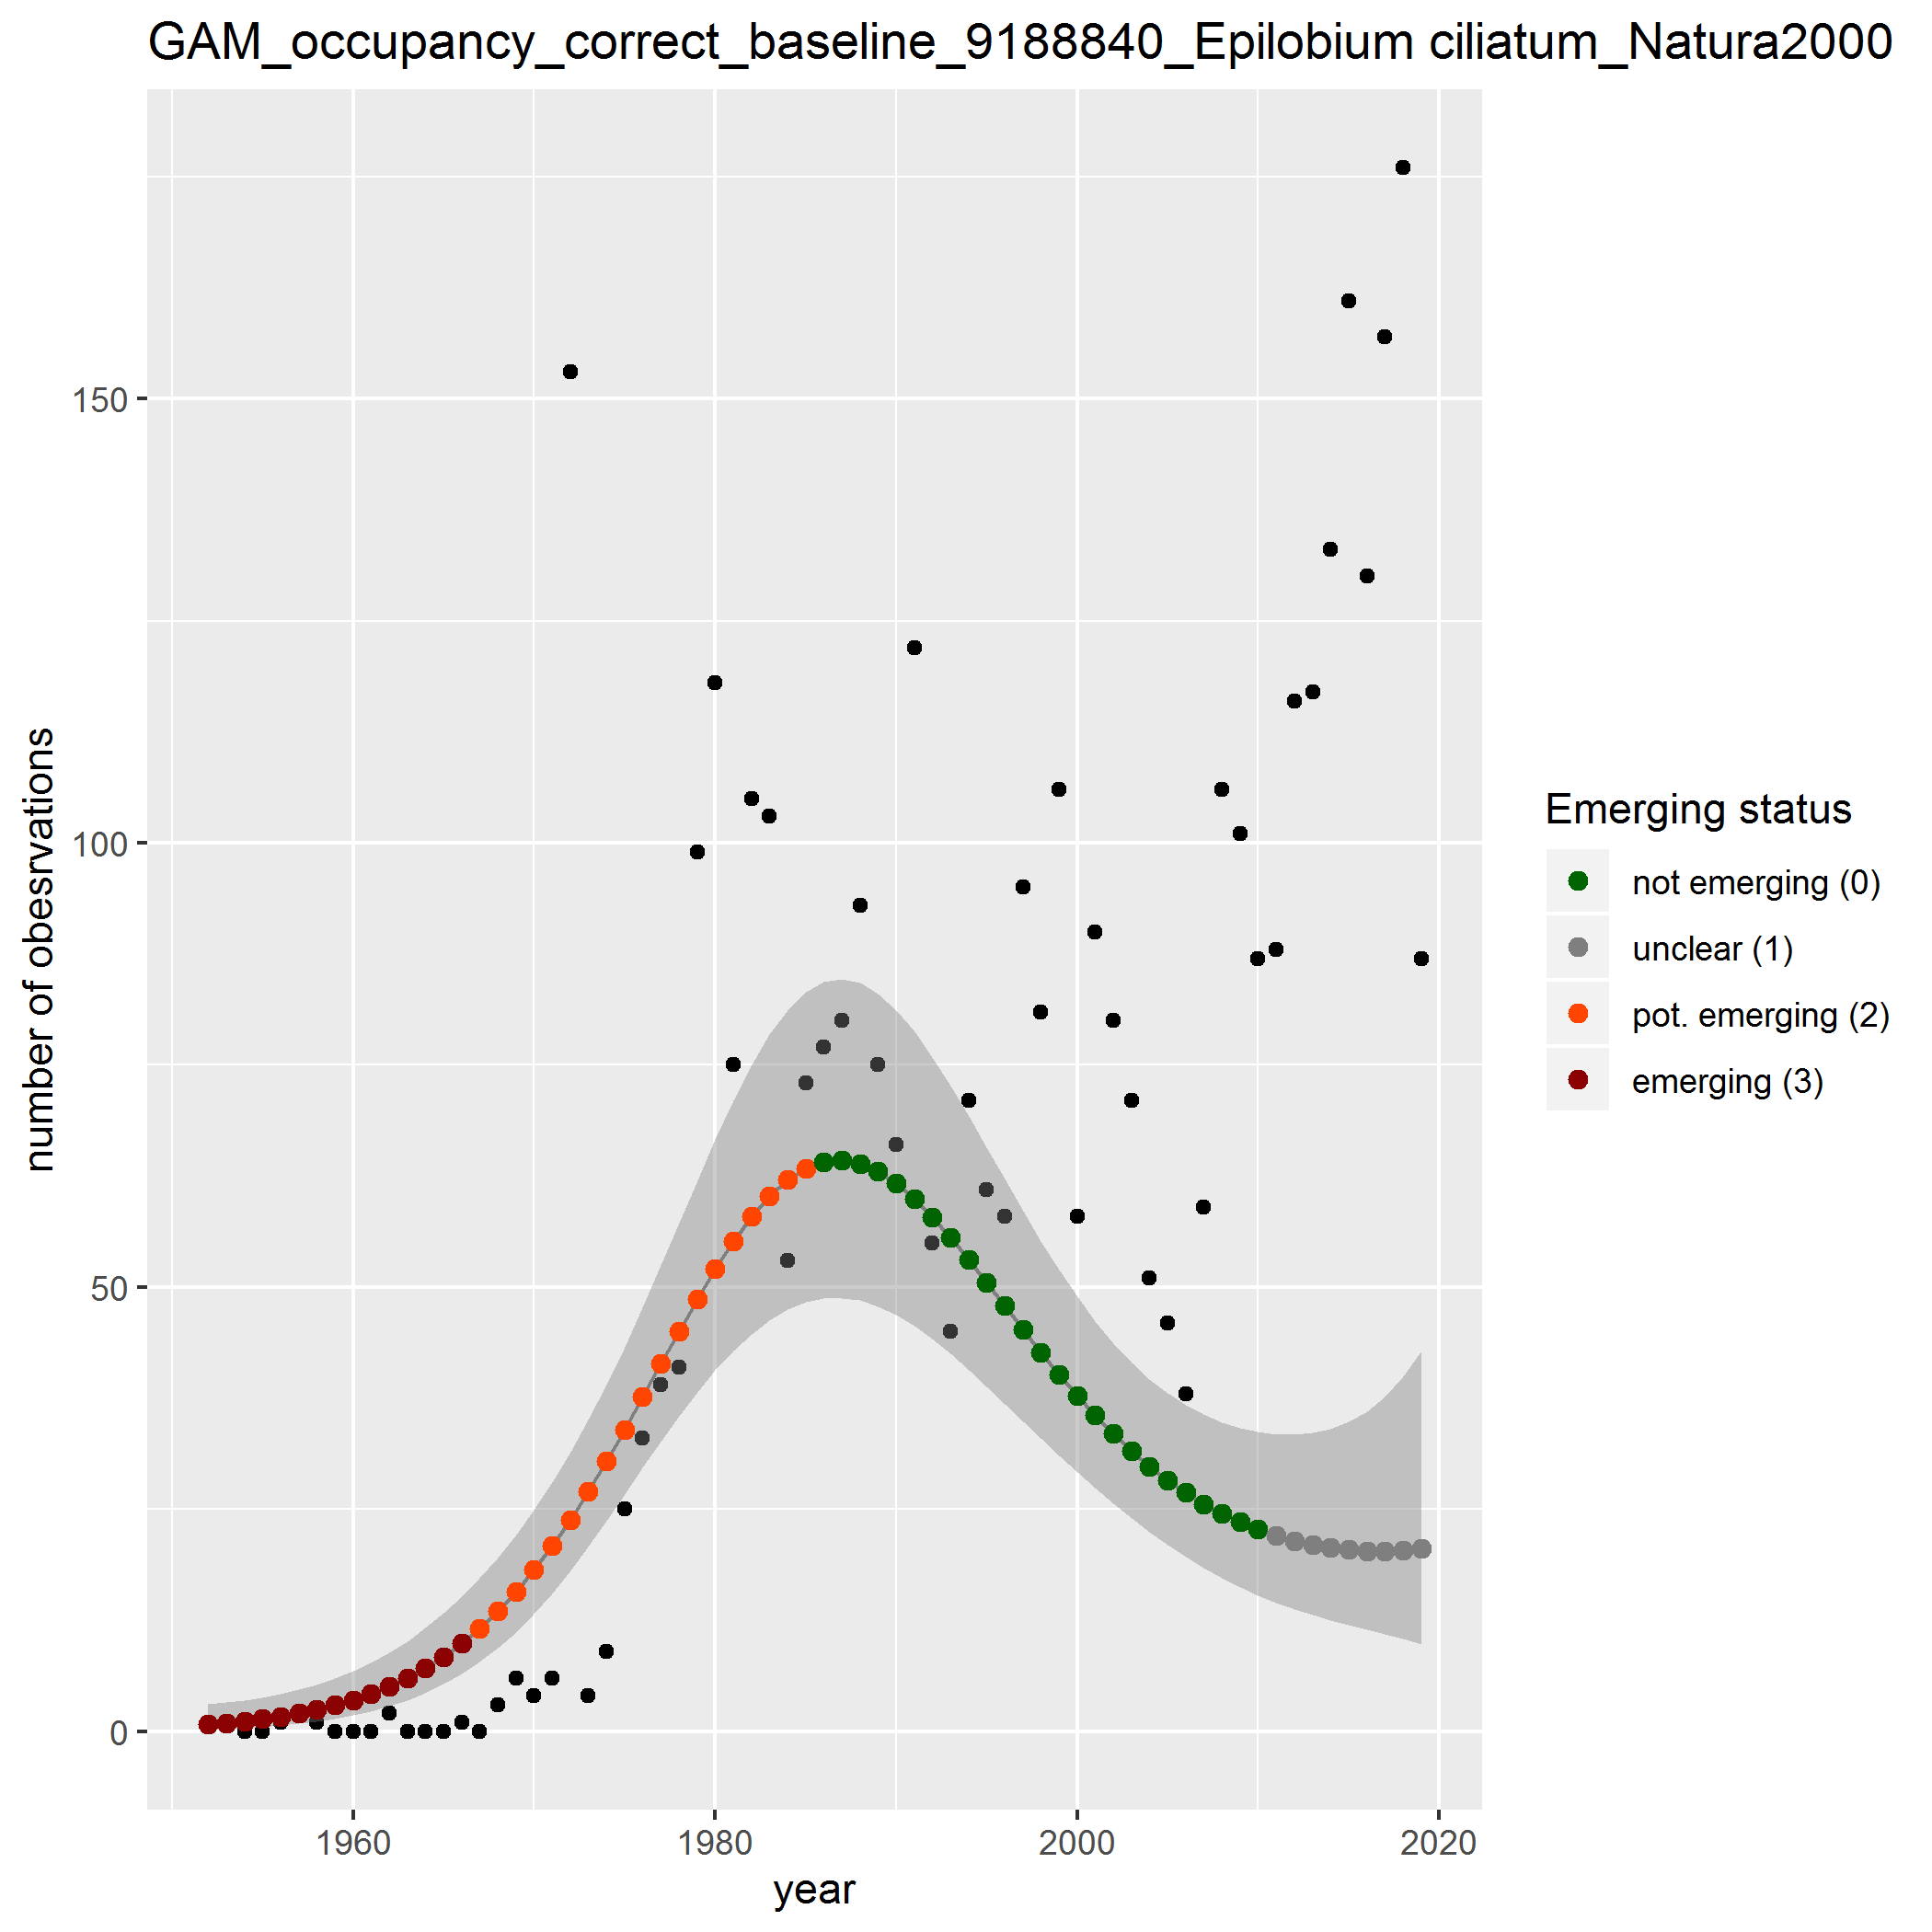 GAM_occupancy_correct_baseline_9188840_Epilobium ciliatum_Natura2000
150
100
50
0
number of obesrvations
1960
1980
2000
2020
year
Emerging status
not emerging (0)
unclear (1)
pot. emerging (2)
emerging (3)